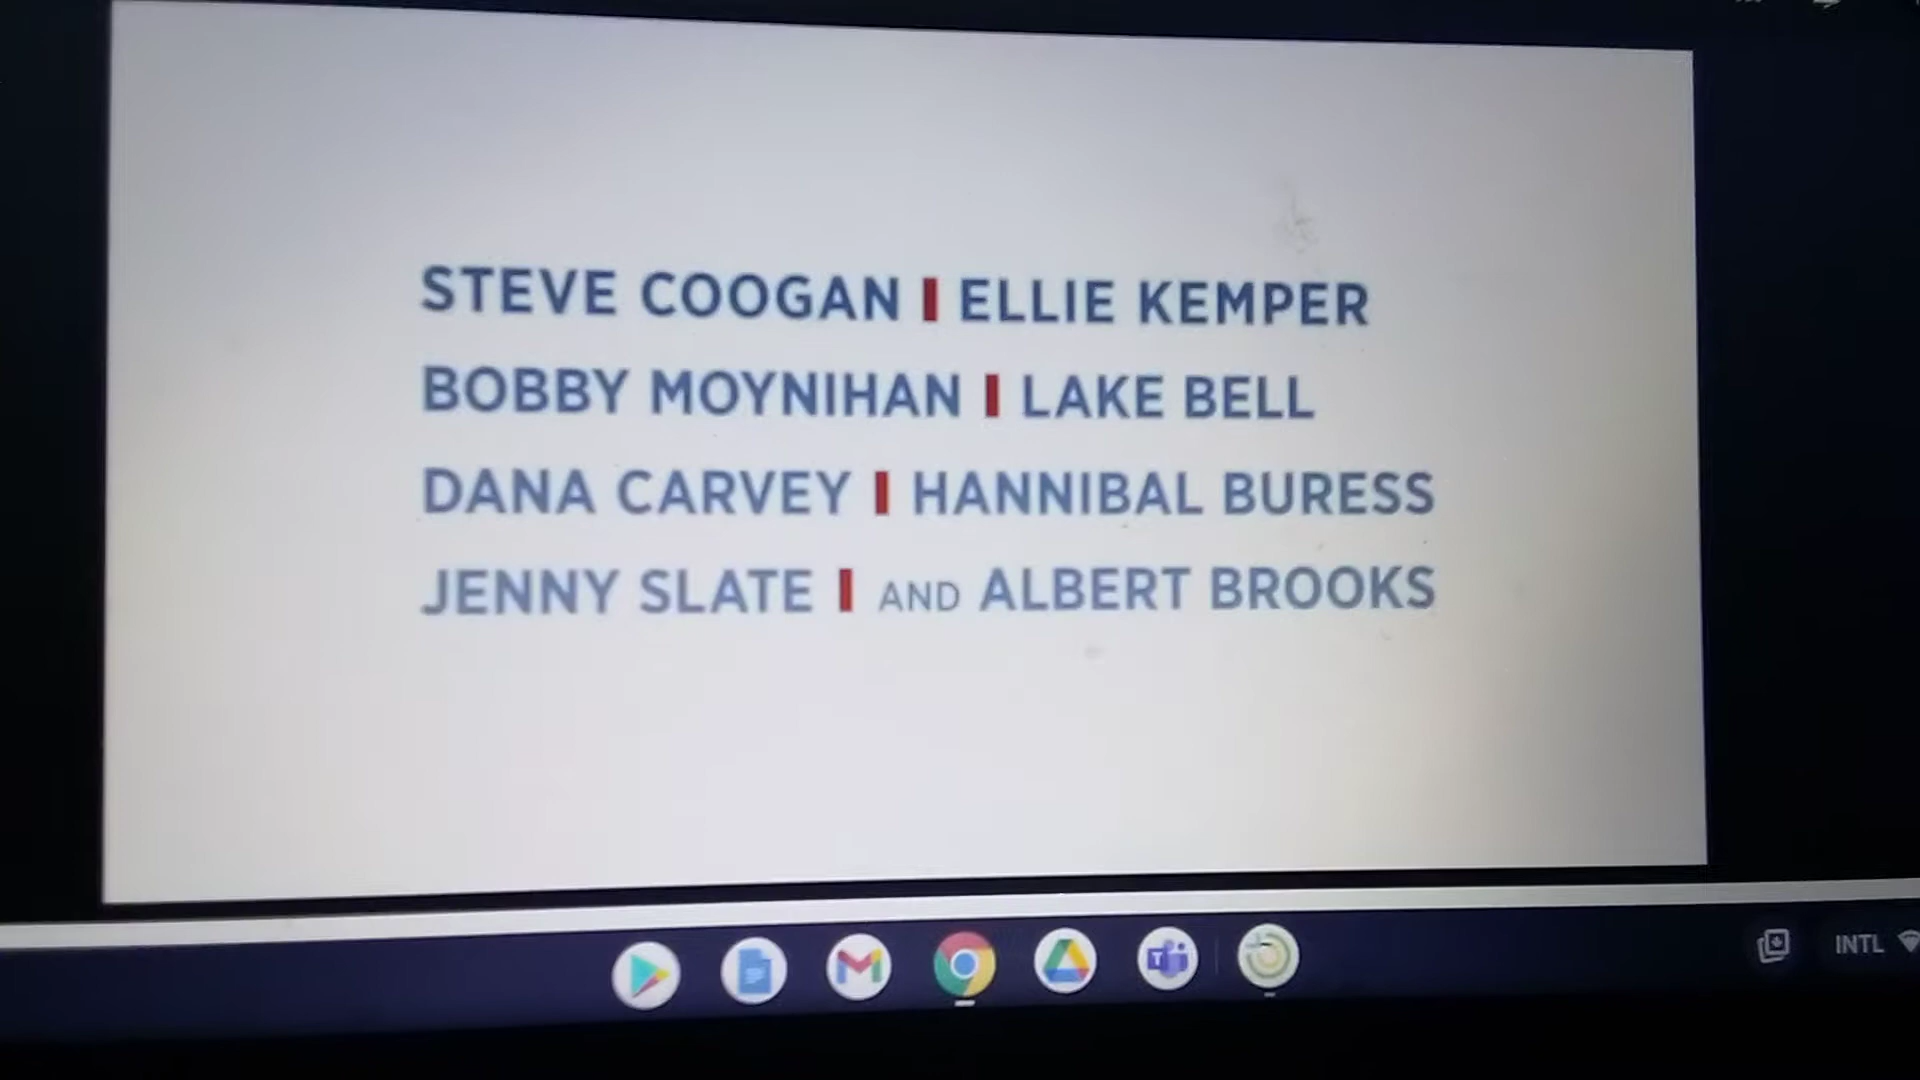 STEVE COOGAN | ELLIE KEMPER
BOBBY MOYNIHAN | LAKE BELL
DANA CARVEY | HANNIBAL BURESS
JENNY SLATE | AND ALBERT BROOKS
INTL